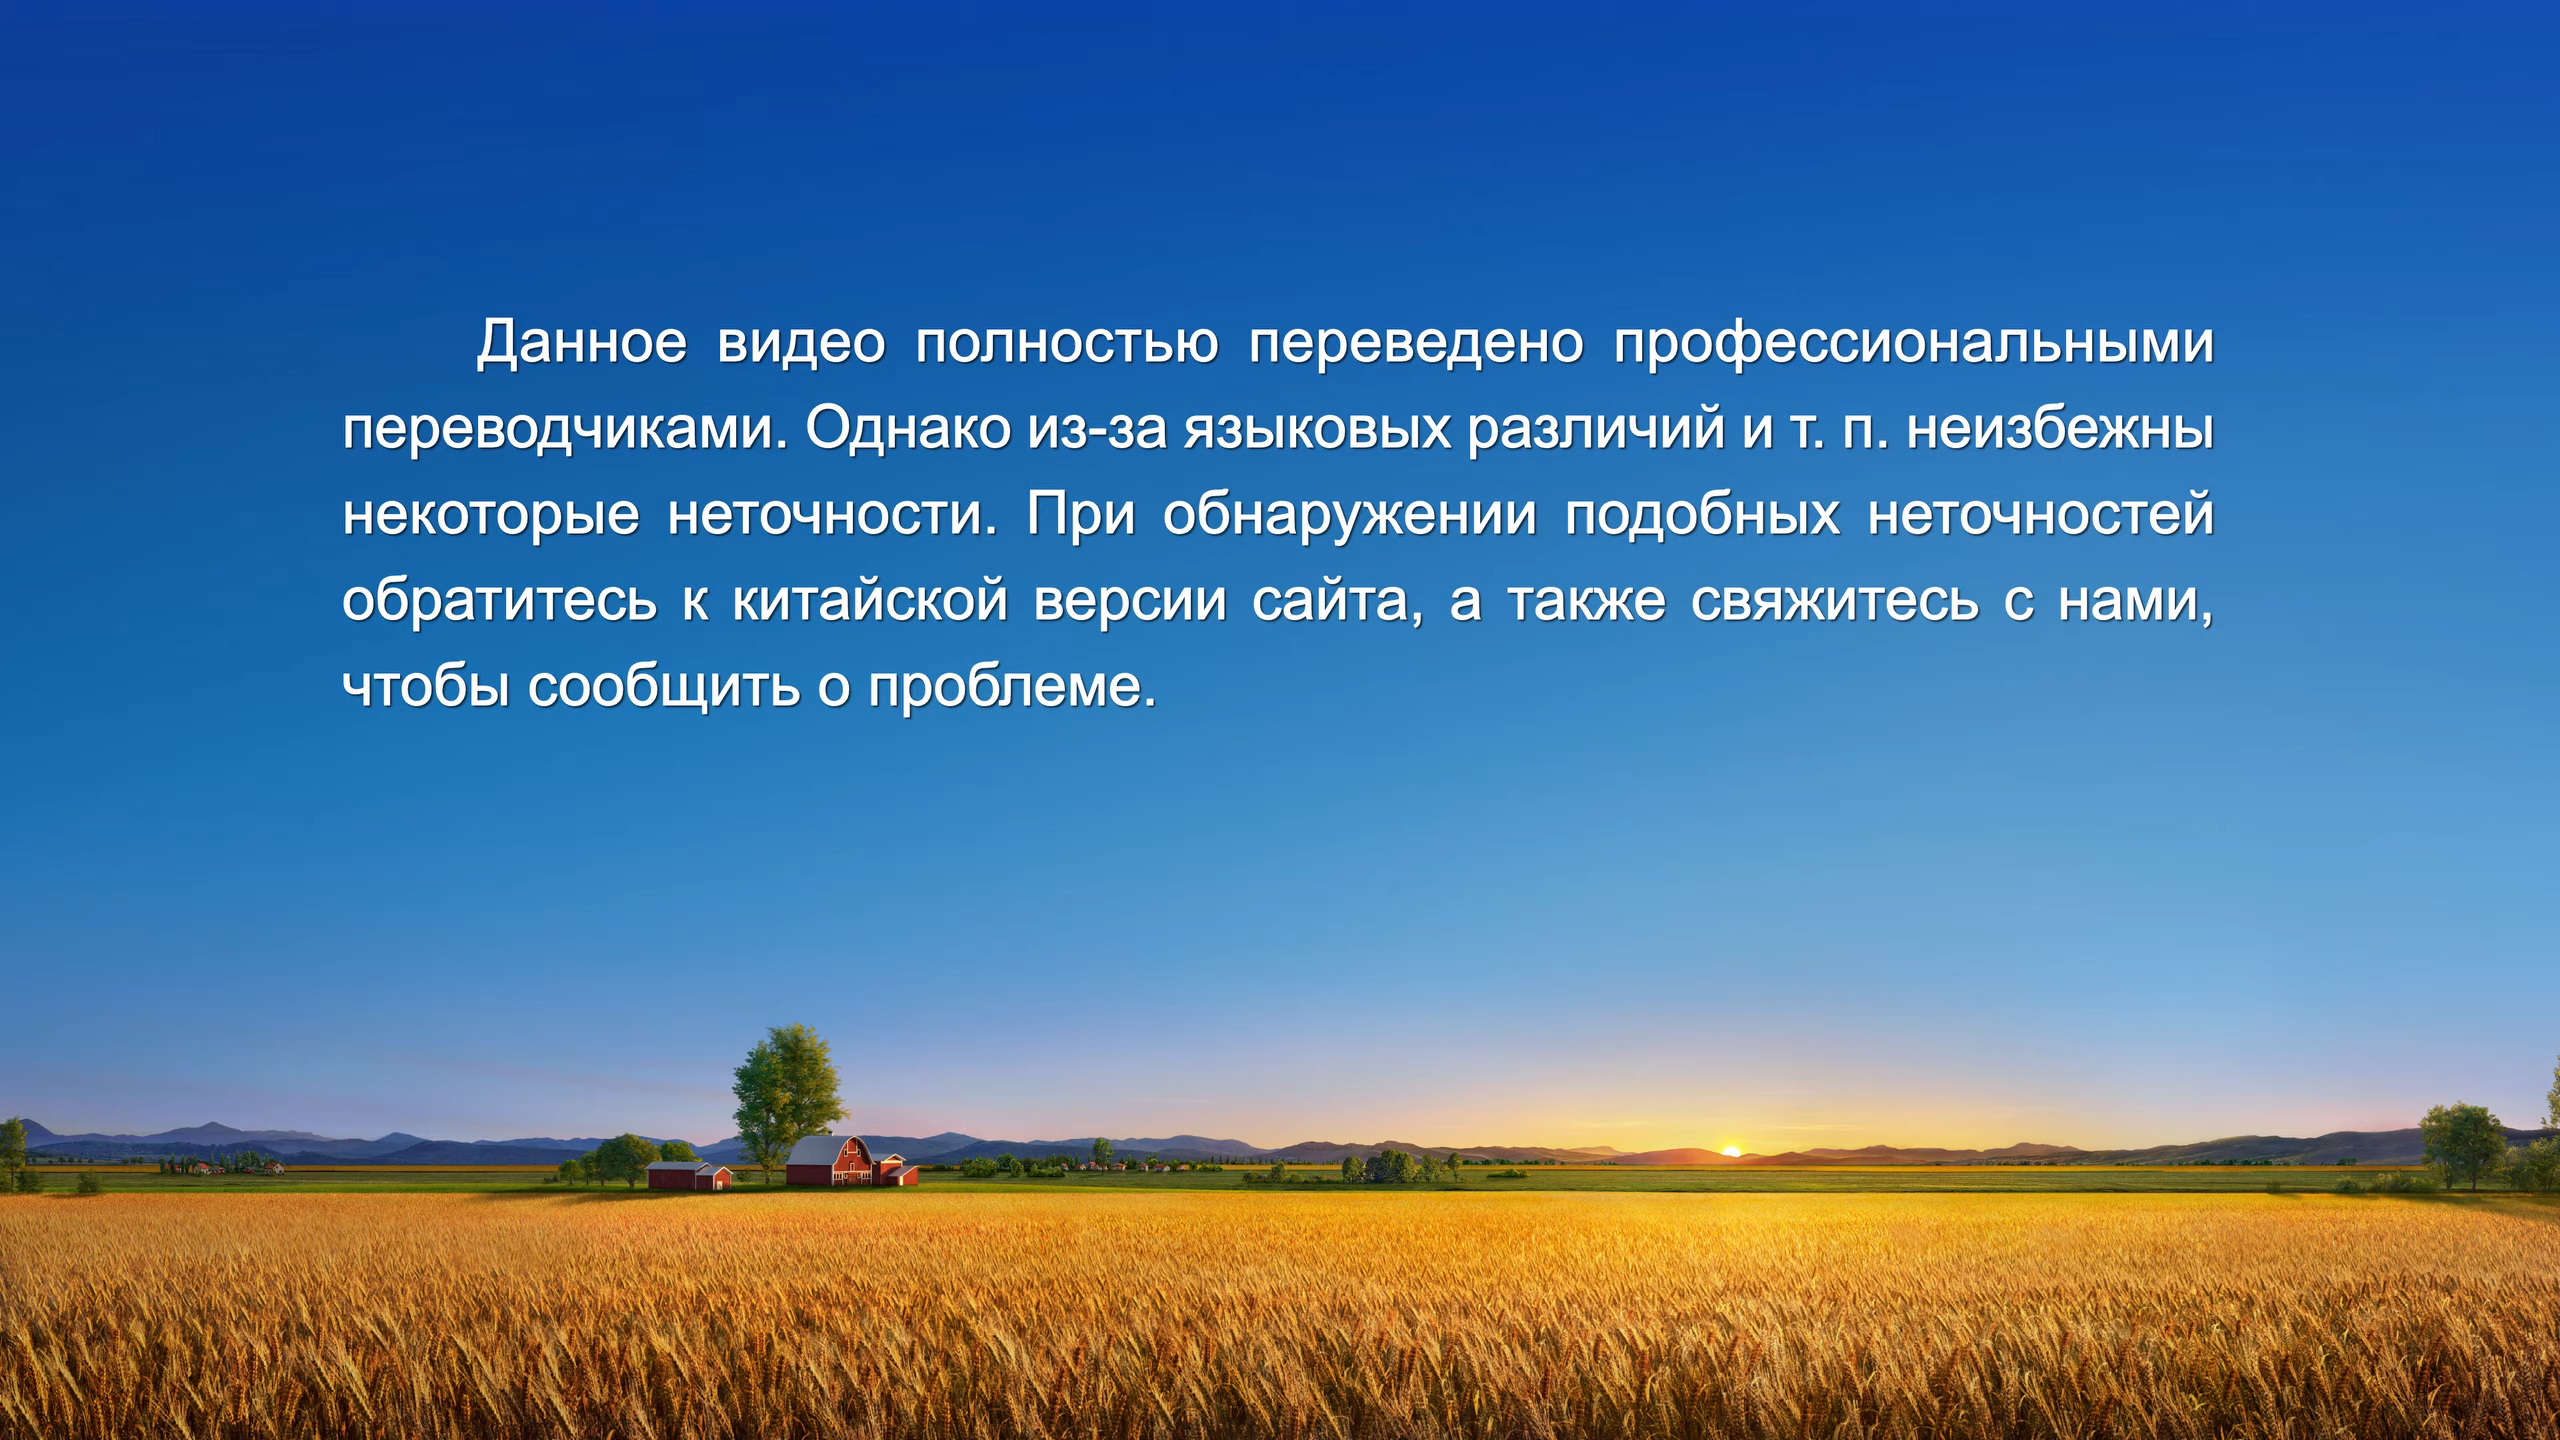 Данное видео полностью переведено профессиональными
переводчиками. Однако из-за языковых различий и т. п. неизбежны
некоторые неточности. При обнаружении подобных неточностей
обратитесь к китайской версии сайта, а также свяжитесь с нами,
чтобы сообщить о проблеме.